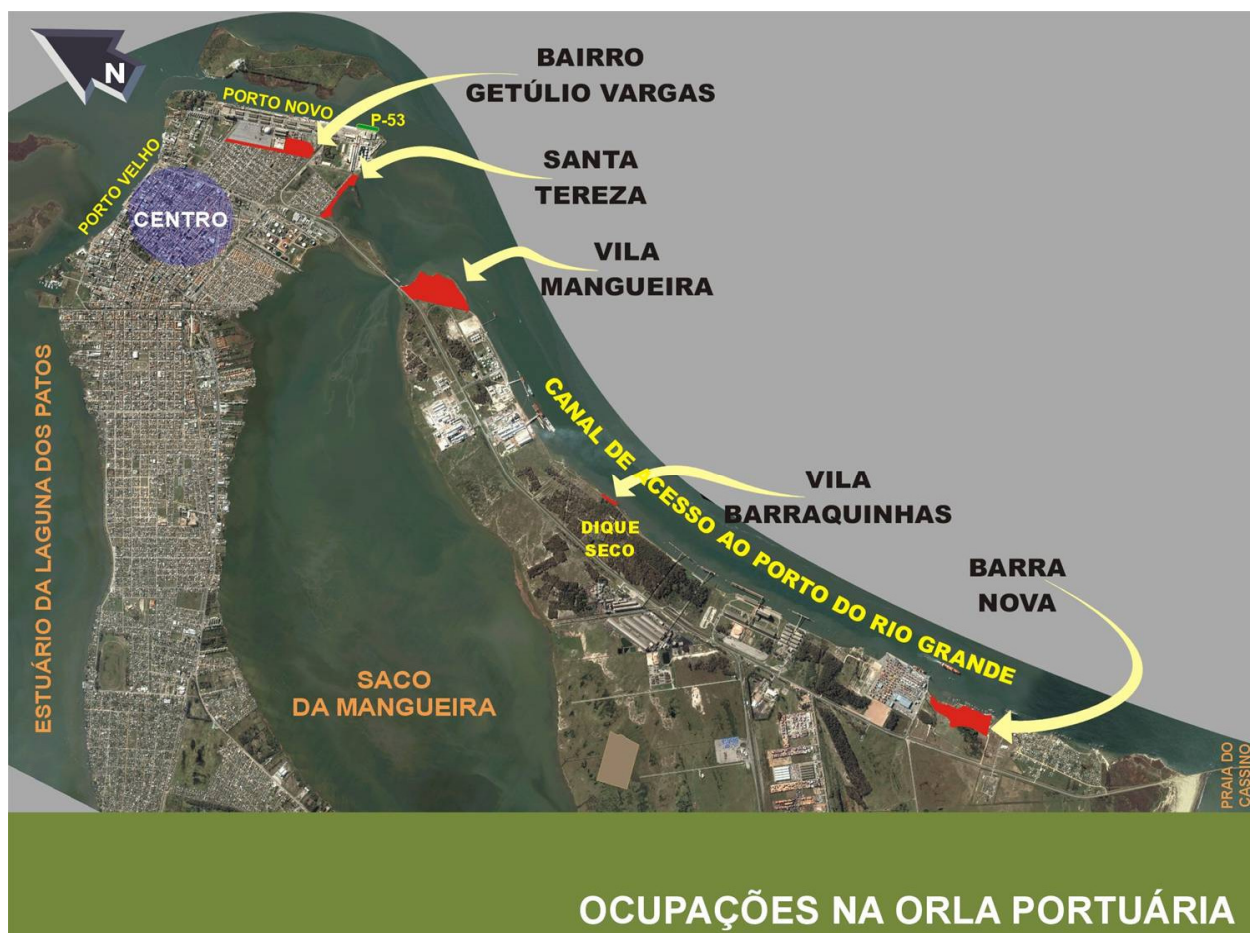 N
BAIRRO
GETÚLIO VARGAS
PORTO NOVO
P-53
SANTA
TEREZA
PORTO VELHO
CENTRO
VILA
MANGUEIRA
ESTUÁRIO DA LAGUNA DOS PATOS
CANAL DE ACESSO AO PORTO DO RIO GRANDE
VILA
BARRAQUINHAS
DIQUE
SECO
BARRA
NOVA
SACO
DA MANGUEIRA
PRAIA DO
CASSINO
OCUPAÇÕES NA ORLA PORTUÁRIA